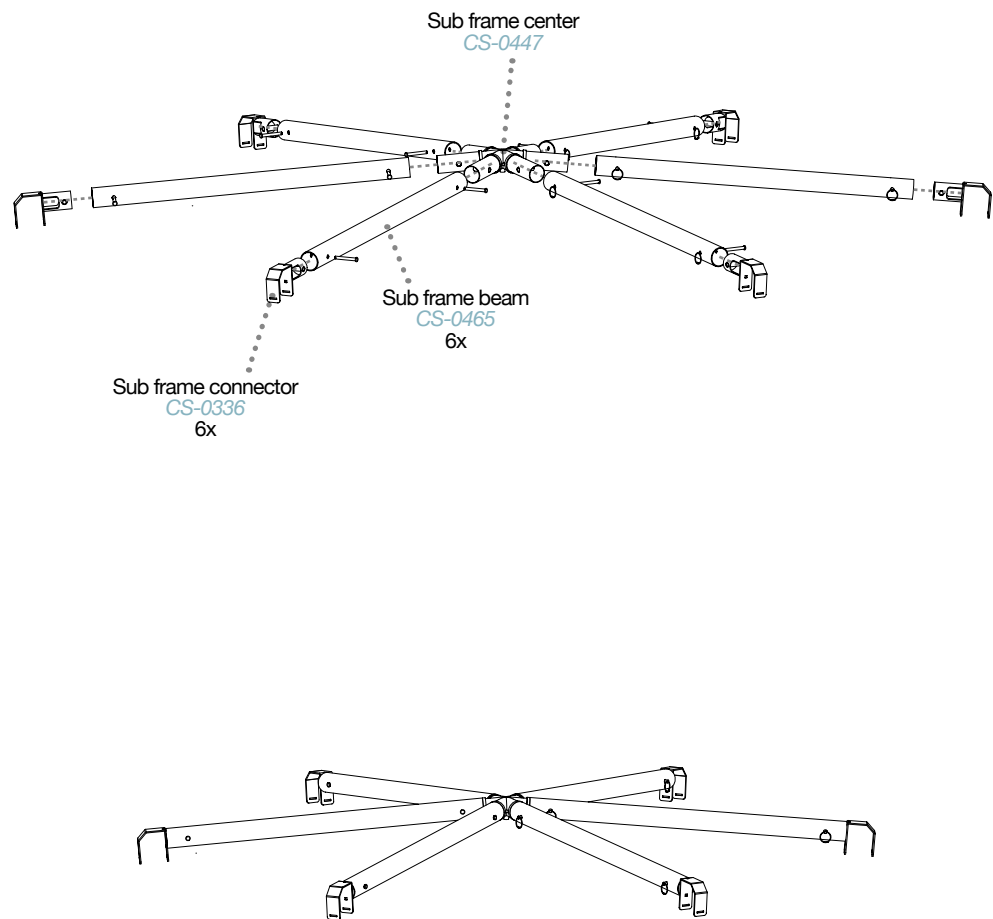 Sub frame center
CS-0447
Sub frame beam
CS-0465
6x
Sub frame connector
CS-0336
6x